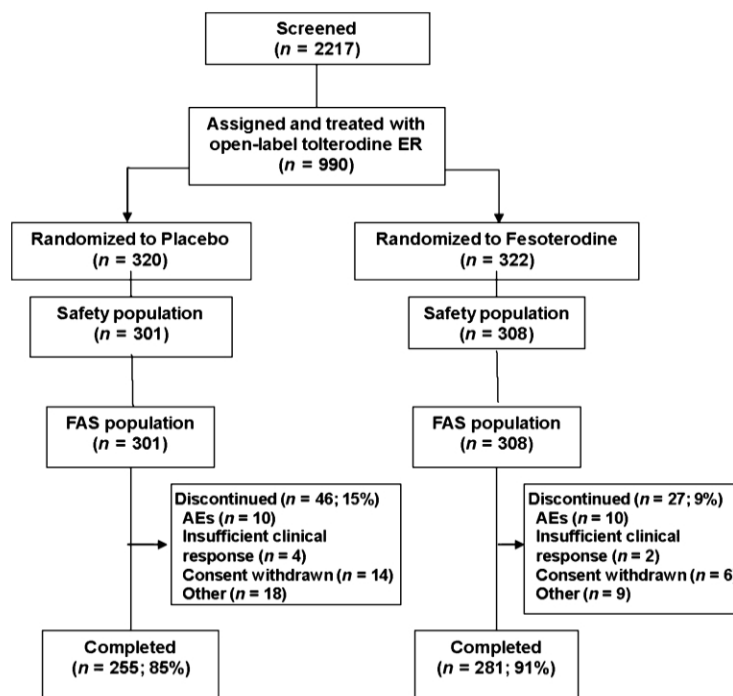 Screened
(n = 2217)
Assigned and treated with
open-label tolterodine ER
(n = 990)
Randomized to Placebo
(n = 320)
Randomized to Fesoterodine
(n = 322)
Safety population
(n = 301)
Safety population
(n = 308)
FAS population
(n = 301)
FAS population
(n = 308)
Discontinued (n = 46; 15%)
AEs (n = 10)
Insufficient clinical
response (n = 4)
Consent withdrawn (n = 14)
Other (n = 18)
Discontinued (n = 27; 9%)
AEs (n = 10)
Insufficient clinical
response (n = 2)
Consent withdrawn (n = 6
Other (n = 9)
Completed
(n = 255; 85%)
Completed
(n = 281; 91%)